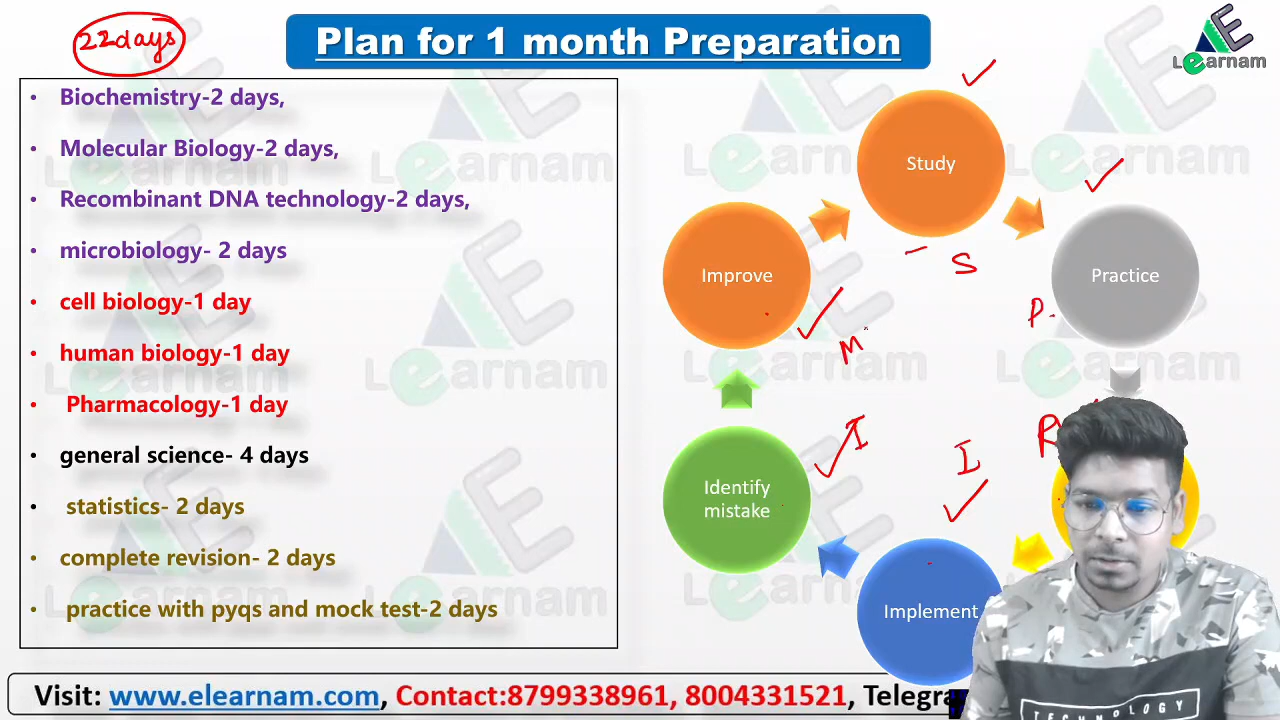 22days
Plan for 1 month Preparation
Learnam
• Biochemistry-2 days,
• Molecular Biology-2 days,
• Recombinant DNA technology-2 days,
• microbiology- 2 days
• cell biology-1 day
• human biology-1 day
• Pharmacology-1 day
• general science- 4 days
• statistics- 2 days
• complete revision- 2 days
• practice with pyqs and mock test-2 days
Study
S
Practice
P.
R
Implement
I
Identify
mistake
I
Improve
M
TECHNOLOGY
Visit: www.elearnam.com, Contact:8799338961, 8004331521,